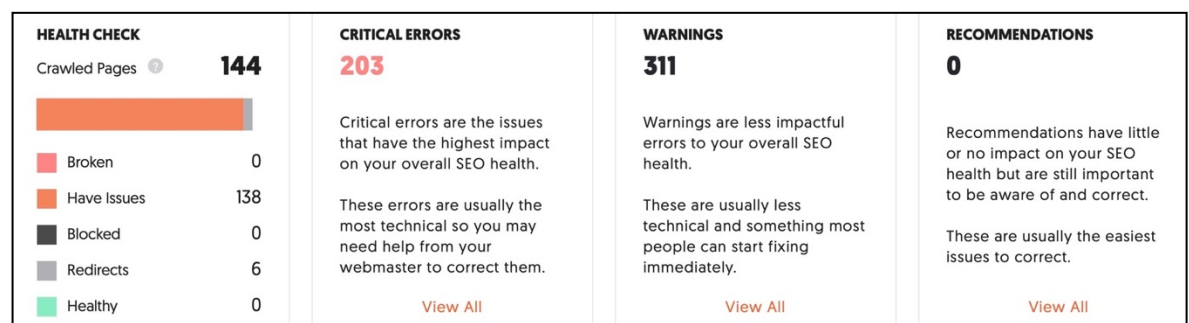 HEALTH CHECK
Crawled Pages ? 144
Broken 0
Have Issues 138
Blocked 0
Redirects 6
Healthy 0
CRITICAL ERRORS
203
Critical errors are the issues
that have the highest impact
on your overall SEO health.
These errors are usually the
most technical so you may
need help from your
webmaster to correct them.
View All
WARNINGS
311
Warnings are less impactful
errors to your overall SEO
health.
These are usually less
technical and something most
people can start fixing
immediately.
View All
RECOMMENDATIONS
0
Recommendations have little
or no impact on your SEO
health but are still important
to be aware of and correct.
These are usually the easiest
issues to correct.
View All